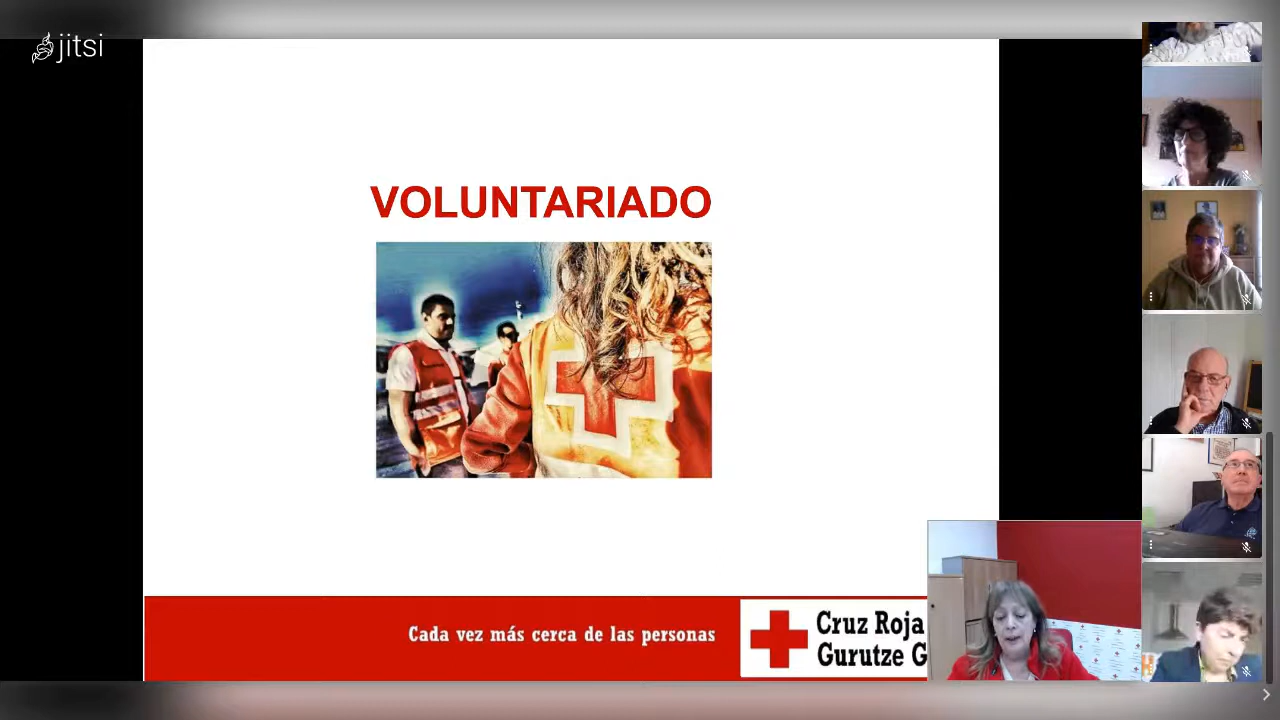 jitsi
VOLUNTARIADO
Cada vez más cerca de las personas
Cruz Roja
Gurutze G